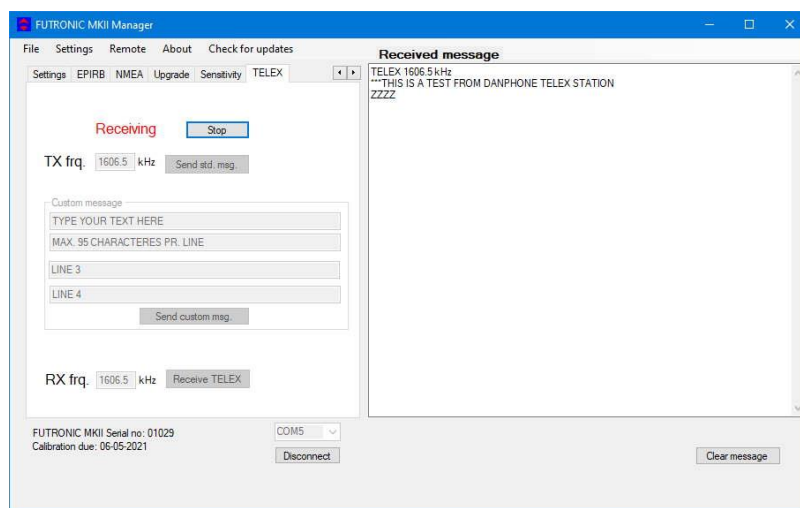 FUTRONIC MKII Manager
File Settings Remote About Check for updates
Settings EPIRB NMEA Upgrade Sensitivity TELEX
Receiving Stop
TX frq. 1606.5 kHz Send std. msg.
Custom message
TYPE YOUR TEXT HERE
MAX. 95 CHARACTERES PR. LINE
LINE 3
LINE 4
Send custom msg.
RX frq. 1606.5 kHz Receive TELEX
FUTRONIC MKII Serial no: 01029
Calibration due: 06-05-2021
COM5
Disconnect
Received message
TELEX 1606.5 kHz
***THIS IS A TEST FROM DANPHONE TELEX STATION
ZZZZ
Clear message